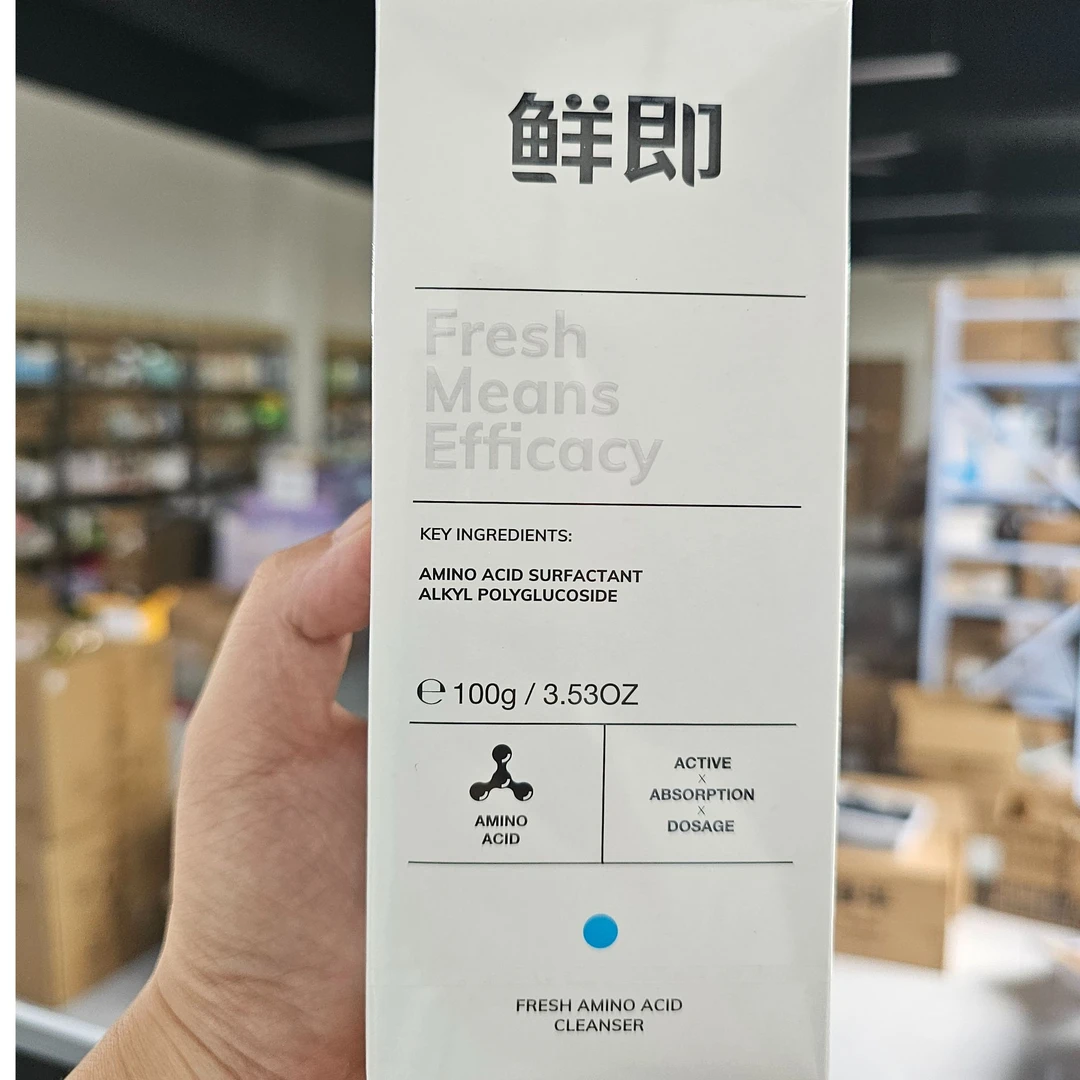 鲜即
Fresh
Means
Efficacy
KEY INGREDIENTS:
AMINO ACID SURFACTANT
ALKYL POLYGLUCOSIDE
℮ 100g / 3.53OZ
AMINO
ACID
ACTIVE
X
ABSORPTION
X
DOSAGE
FRESH AMINO ACID
CLEANSER